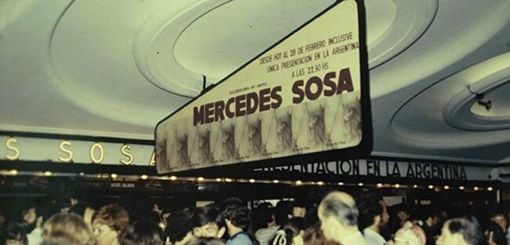 DESDE HOY AL 28 DE FEBRERO INCLUSIVE
UNICA PRESENTACION EN LA ARGENTINA
A LAS 22.30 HS.
MERCEDES SOSA
S SOSA
PRESENTACION EN LA ARGENTINA